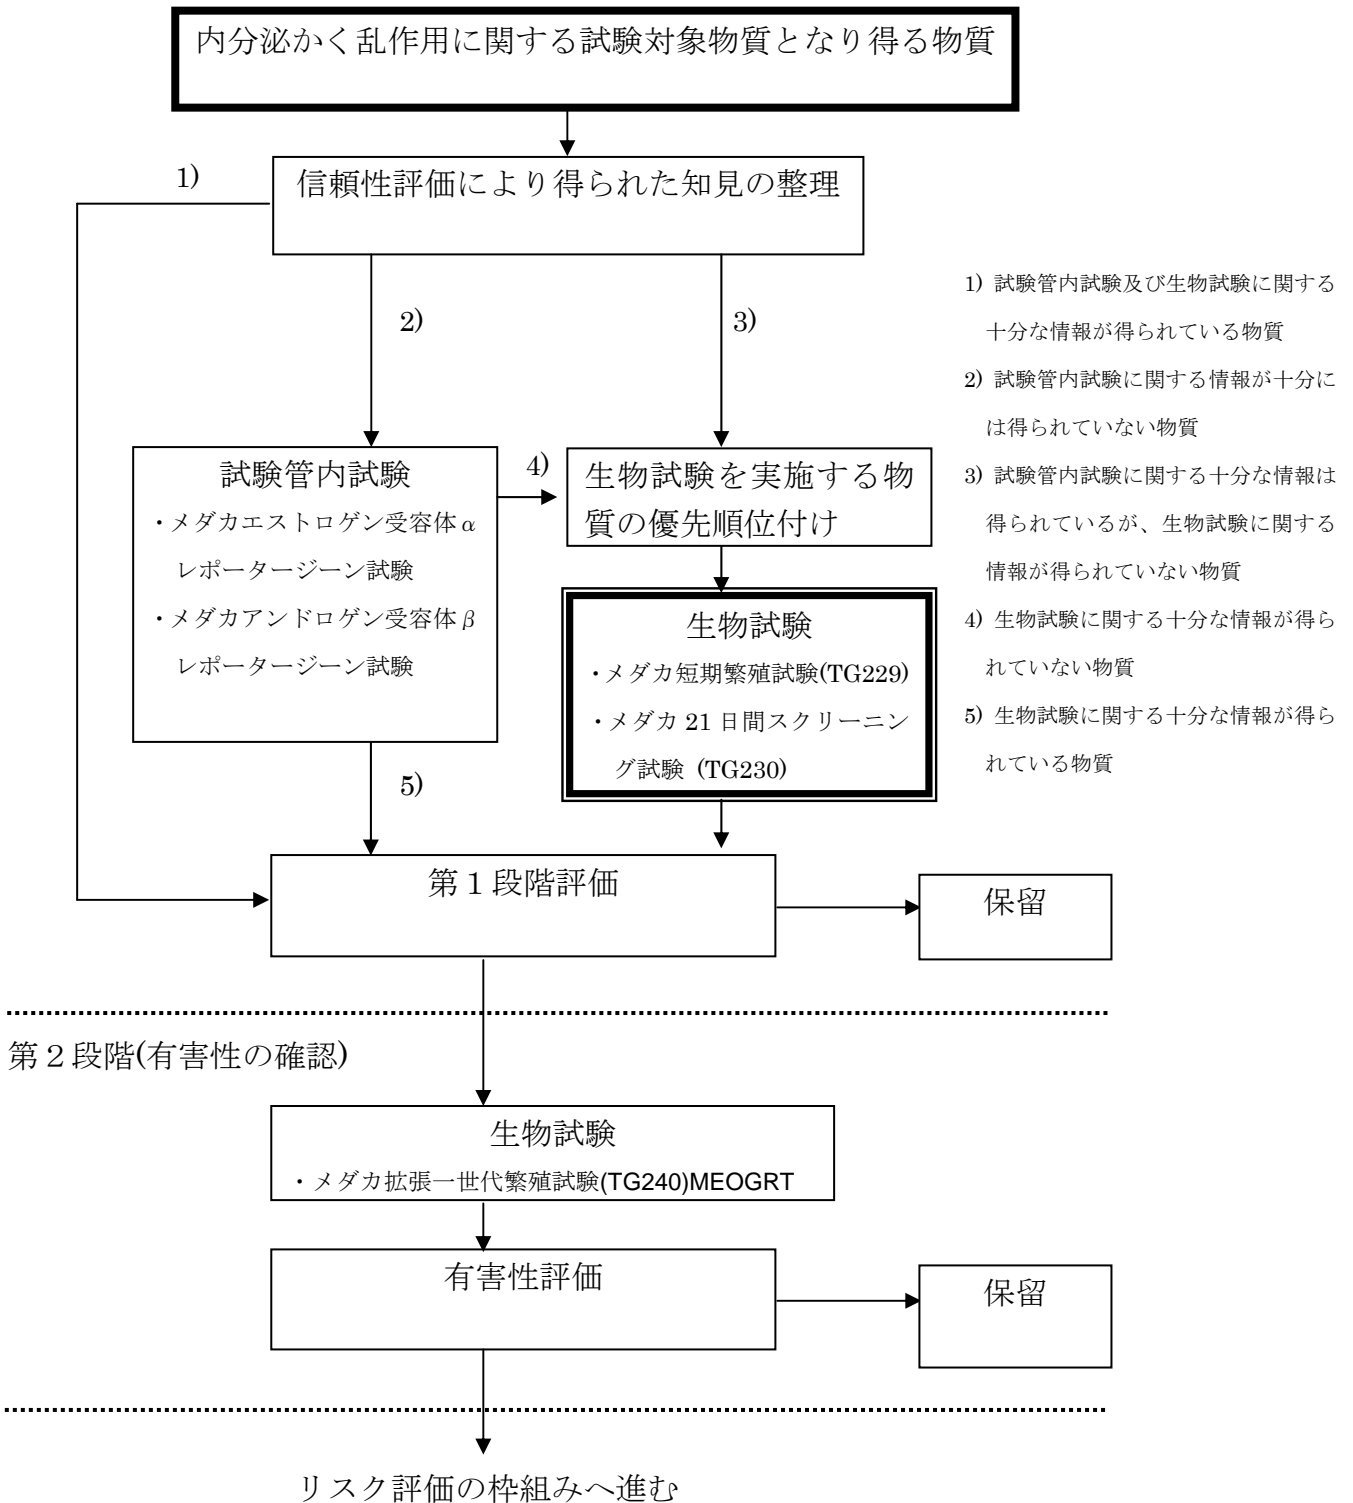 内分泌かく乱作用に関する試験対象物質となり得る物質
1)
信頼性評価により得られた知見の整理
2)
3)
1) 試験管内試験及び生物試験に関する
十分な情報が得られている物質
2) 試験管内試験に関する情報が十分に
は得られていない物質
3) 試験管内試験に関する十分な情報は
得られているが、生物試験に関する
情報が得られていない物質
4) 生物試験に関する十分な情報が得ら
れていない物質
5) 生物試験に関する十分な情報が得ら
れている物質
試験管内試験
・メダカエストロゲン受容体α
レポータージーン試験
・メダカアンドロゲン受容体β
レポータージーン試験
4)
生物試験を実施する物
質の優先順位付け
生物試験
・メダカ短期繁殖試験(TG229)
・メダカ 21 日間スクリーニン
グ試験 (TG230)
5)
第１段階評価
保留
第２段階(有害性の確認)
生物試験
・メダカ拡張一世代繁殖試験(TG240)MEOGRT
有害性評価
保留
リスク評価の枠組みへ進む